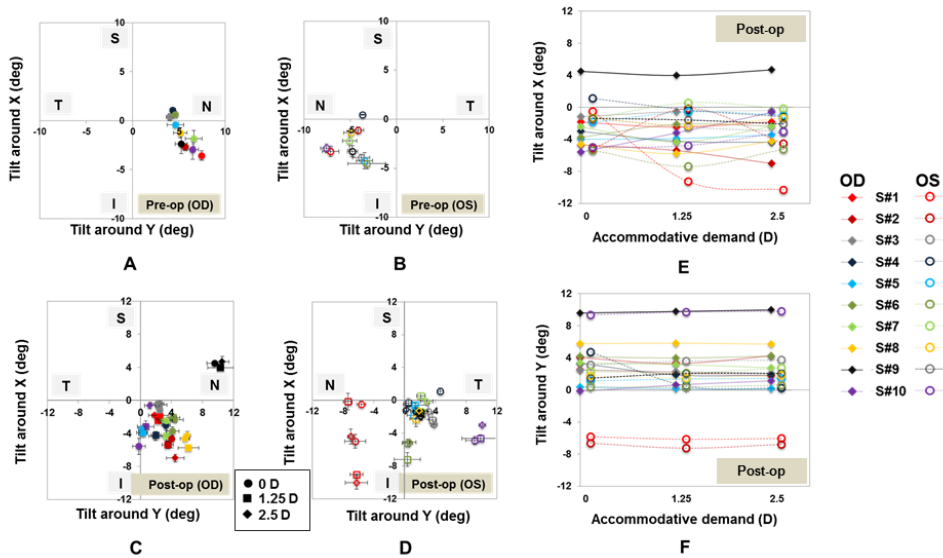 Tilt around X (deg)
10
5
0
-5
-10
-10
0
10
S
T
N
I
Pre-op (OD)
Tilt around Y (deg)
A
Tilt around X (deg)
10
5
0
-5
-10
-10
0
10
S
N
T
I
Pre-op (OS)
Tilt around Y (deg)
B
Tilt around X (deg)
12
8
4
0
-4
-8
-12
Post-op
0
1.25
2.5
Accommodative demand (D)
E
Tilt around X (deg)
12
8
4
0
-4
-8
-12
-12
-8
-4
0
4
8
12
S
T
N
I
Post-op (OD)
Tilt around Y (deg)
C
0 D
1.25 D
2.5 D
Tilt around X (deg)
12
8
4
0
-4
-8
-12
-12
-8
-4
0
4
8
12
S
N
T
I
Post-op (OS)
Tilt around Y (deg)
D
Tilt around Y (deg)
12
8
4
0
-4
-8
-12
Post-op
0
1.25
2.5
Accommodative demand (D)
F
OD OS
S#1
S#2
S#3
S#4
S#5
S#6
S#7
S#8
S#9
S#10